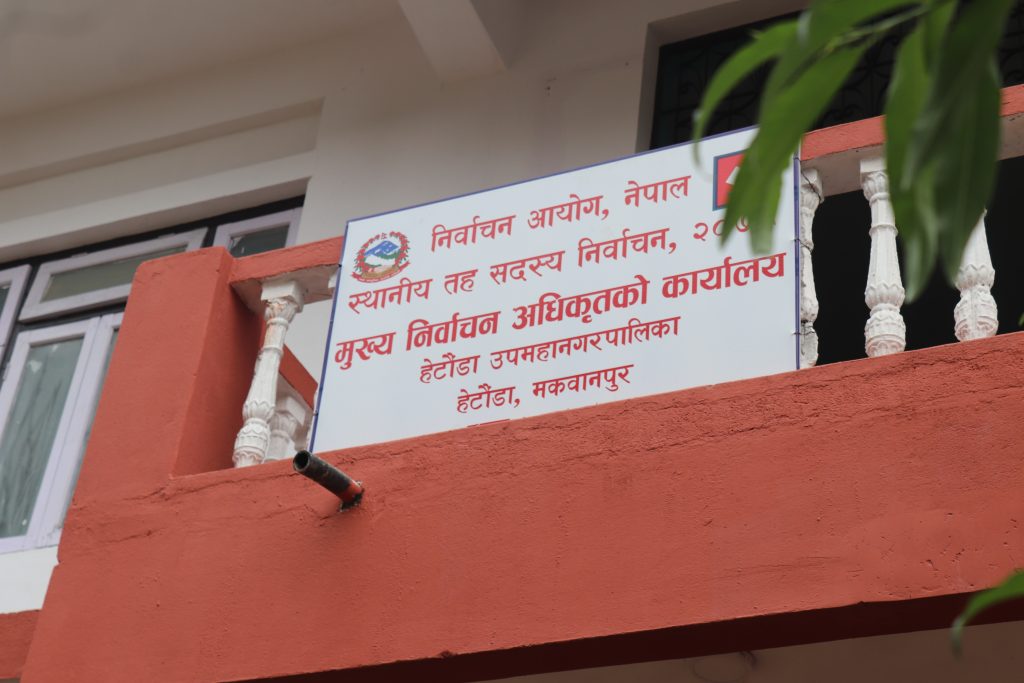 निर्वाचन आयोग, नेपाल
स्थानीय तह सदस्य निर्वाचन,
मुख्य निर्वाचन अधिकृतको कार्यालय
हेटौंडा उपमहानगरपालिका
हेटौंडा, मकवानपुर